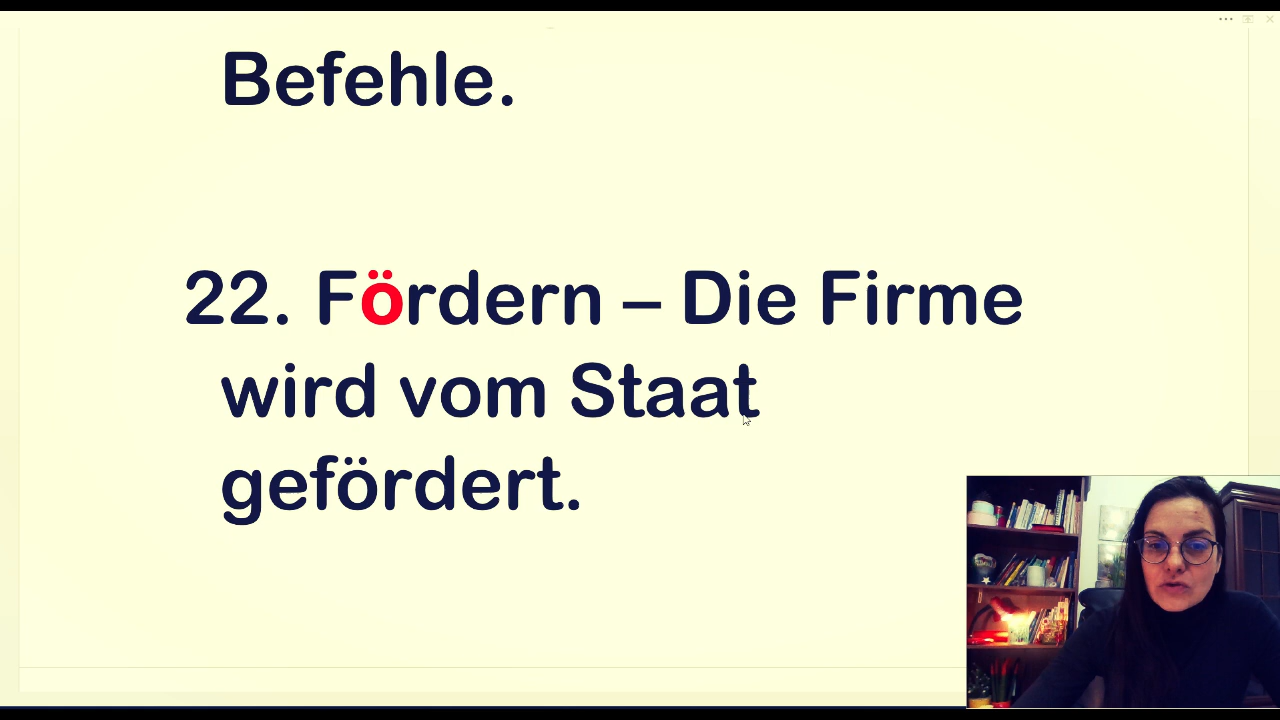 Befehle.
22. Fördern – Die Firme
wird vom Staat
gefördert.